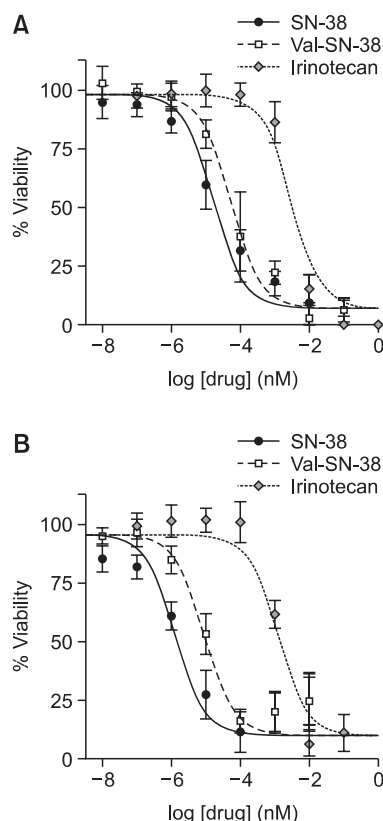 A
SN-38
Val-SN-38
Irinotecan
% Viability
100
75
50
25
0
−8 −6 −4 −2 0
log [drug] (nM)
B
SN-38
Val-SN-38
Irinotecan
% Viability
100
75
50
25
0
−8 −6 −4 −2 0
log [drug] (nM)